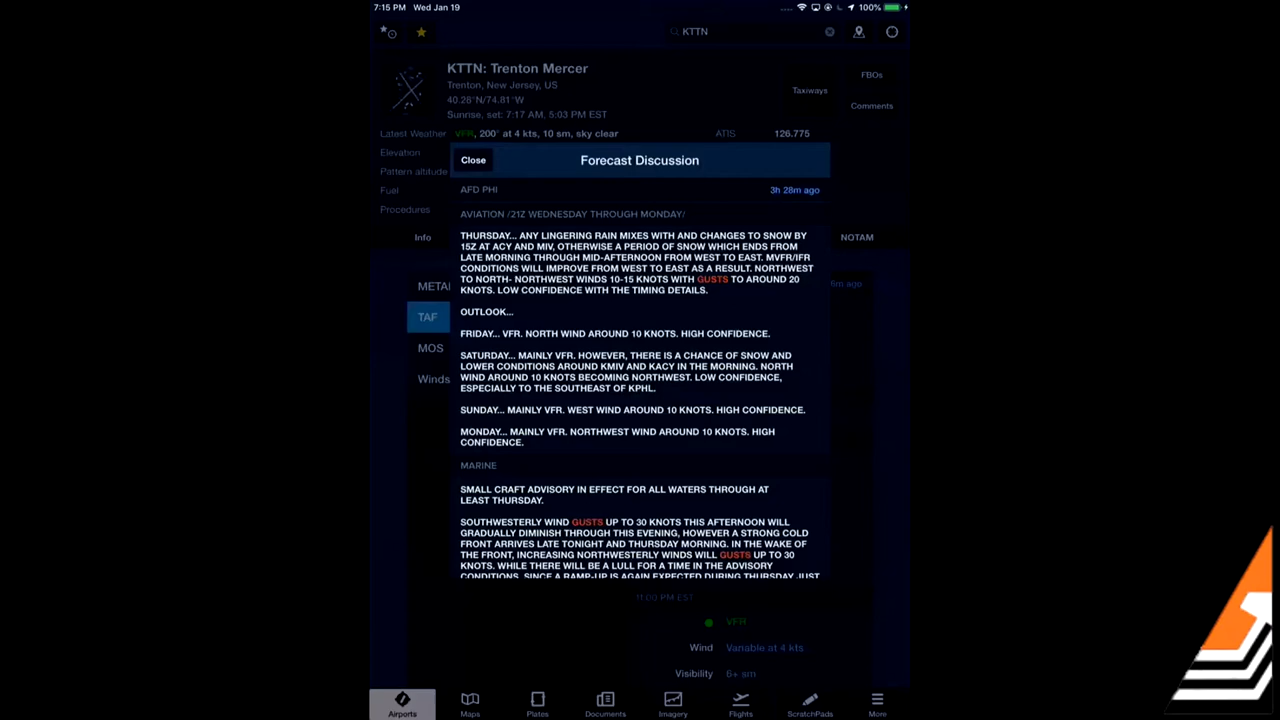 7:15 PM Wed Jan 19
100%
KTTN
KTTN: Trenton Mercer
Trenton, New Jersey, US
40.28°N/74.81°W
Sunrise, set: 7:17 AM, 5:03 PM EST
Taxiways
FBOs
Comments
Latest Weather VFR, 200° at 4 kts, 10 sm, sky clear ATIS 126.775
Elevation
Pattern altitude
Fuel
Procedures
Close Forecast Discussion
AFD PHI 3h 28m ago
AVIATION /21Z WEDNESDAY THROUGH MONDAY/
THURSDAY... ANY LINGERING RAIN MIXES WITH AND CHANGES TO SNOW BY
15Z AT ACY AND MIV, OTHERWISE A PERIOD OF SNOW WHICH ENDS FROM
LATE MORNING THROUGH MID-AFTERNOON FROM WEST TO EAST. MVFR/IFR
CONDITIONS WILL IMPROVE FROM WEST TO EAST AS A RESULT. NORTHWEST
TO NORTH- NORTHWEST WINDS 10-15 KNOTS WITH GUSTS TO AROUND 20
KNOTS. LOW CONFIDENCE WITH THE TIMING DETAILS.
OUTLOOK...
FRIDAY... VFR. NORTH WIND AROUND 10 KNOTS. HIGH CONFIDENCE.
SATURDAY... MAINLY VFR. HOWEVER, THERE IS A CHANCE OF SNOW AND
LOWER CONDITIONS AROUND KMIV AND KACY IN THE MORNING. NORTH
WIND AROUND 10 KNOTS BECOMING NORTHWEST. LOW CONFIDENCE,
ESPECIALLY TO THE SOUTHEAST OF KPHL.
SUNDAY... MAINLY VFR. WEST WIND AROUND 10 KNOTS. HIGH CONFIDENCE.
MONDAY... MAINLY VFR. NORTHWEST WIND AROUND 10 KNOTS. HIGH
CONFIDENCE.
MARINE
SMALL CRAFT ADVISORY IN EFFECT FOR ALL WATERS THROUGH AT
LEAST THURSDAY.
SOUTHWESTERLY WIND GUSTS UP TO 30 KNOTS THIS AFTERNOON WILL
GRADUALLY DIMINISH THROUGH THIS EVENING, HOWEVER A STRONG COLD
FRONT ARRIVES LATE TONIGHT AND THURSDAY MORNING. IN THE WAKE OF
THE FRONT, INCREASING NORTHWESTERLY WINDS WILL GUSTS UP TO 30
KNOTS. WHILE THERE WILL BE A LULL FOR A TIME IN THE ADVISORY
CONDITIONS, SINCE A RAMP-UP IS AGAIN EXPECTED DURING THURSDAY JUST
Info
NOTAM
METAR
TAF
MOS
Winds
11:00 PM EST
VFR
Wind Variable at 4 kts
Visibility 6+ sm
Airports Maps Plates Documents Imagery Flights ScratchPads More